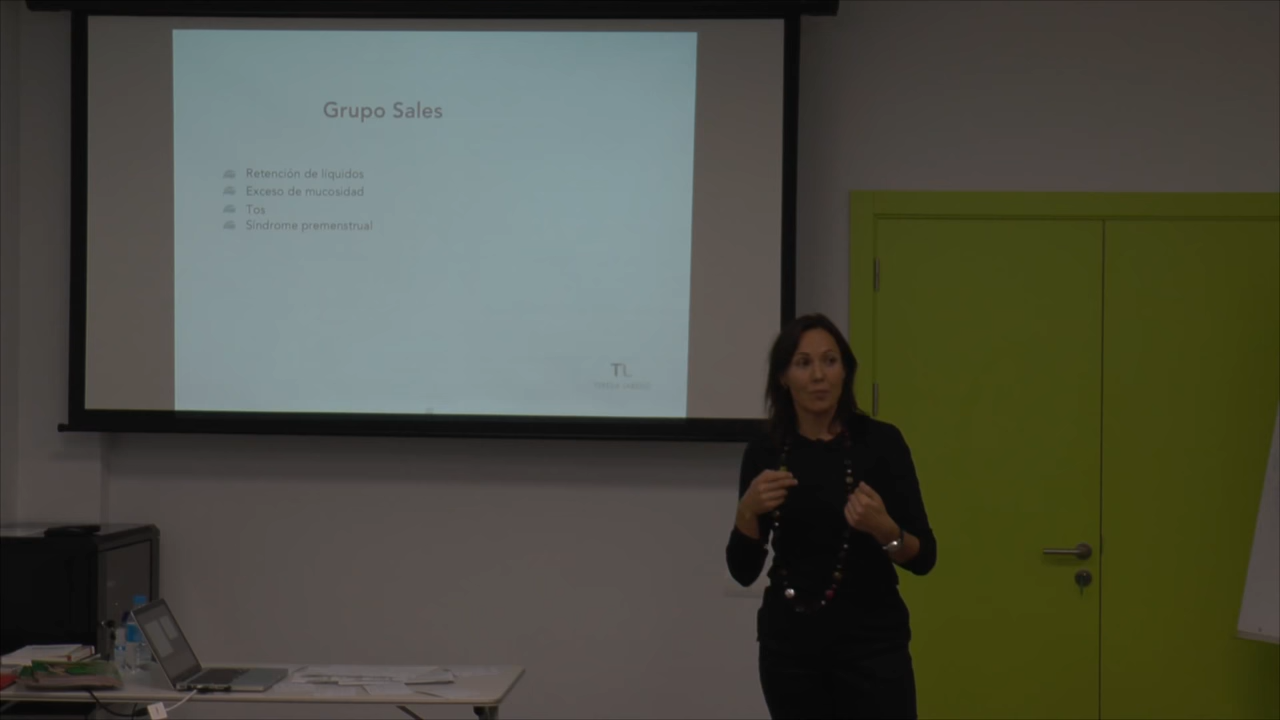 Grupo Sales
Retención de líquidos
Exceso de mucosidad
Tos
Síndrome premenstrual
TL